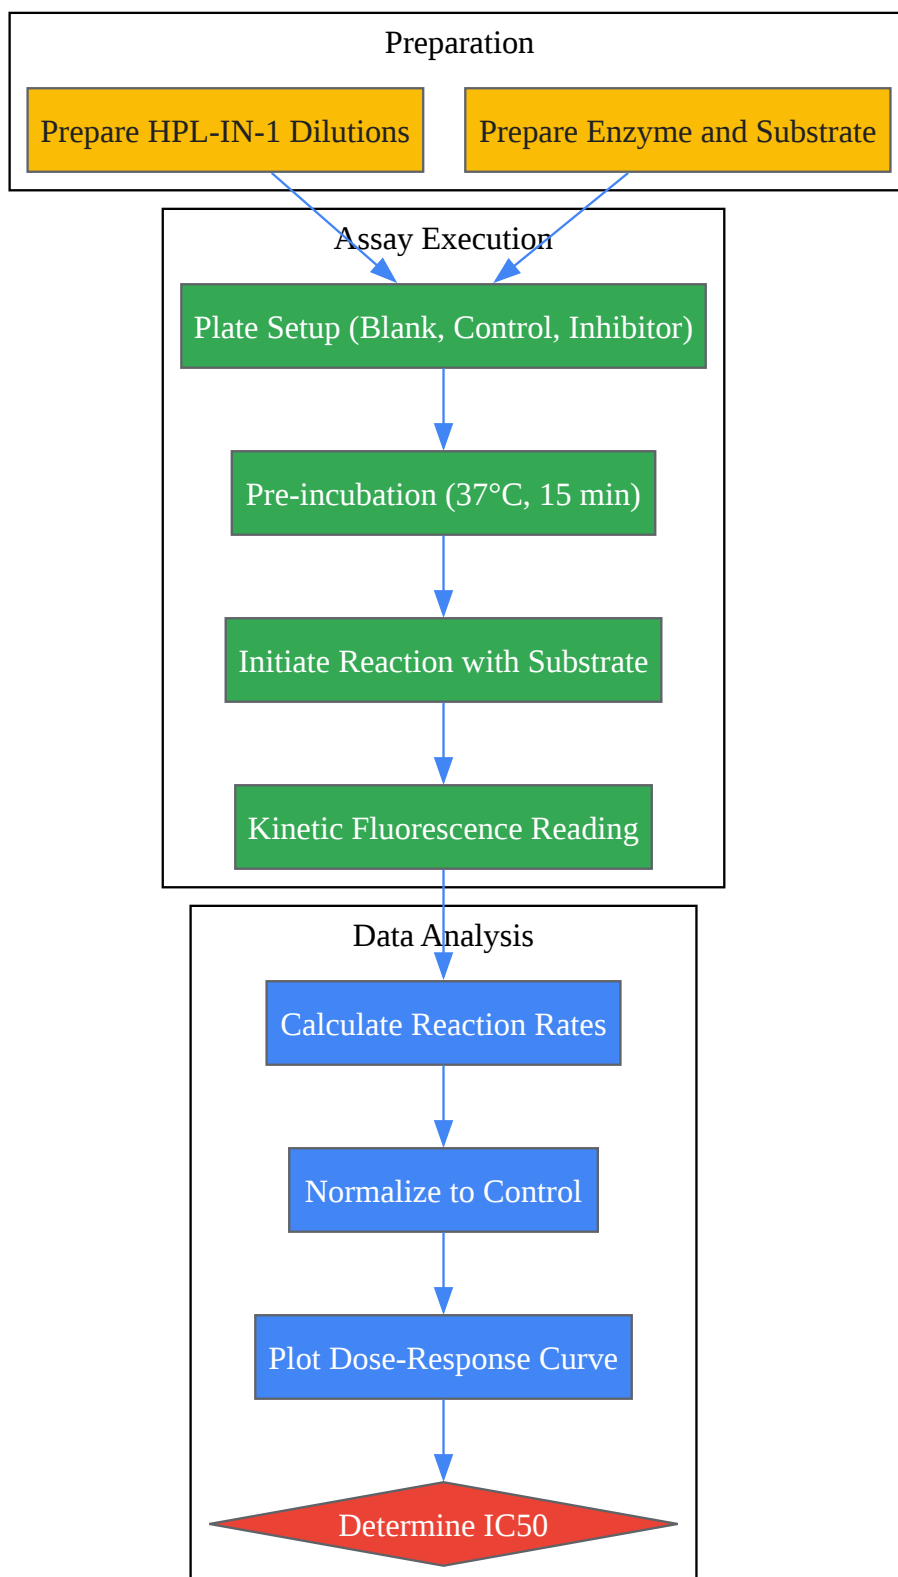 Preparation
Prepare HPL-IN-1 Dilutions
Prepare Enzyme and Substrate
Assay Execution
Plate Setup (Blank, Control, Inhibitor)
Pre-incubation (37°C, 15 min)
Initiate Reaction with Substrate
Kinetic Fluorescence Reading
Data Analysis
Calculate Reaction Rates
Normalize to Control
Plot Dose-Response Curve
Determine IC50